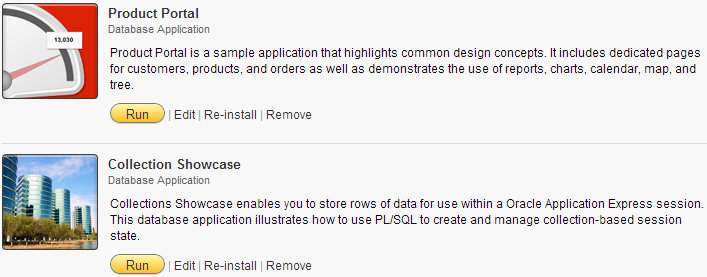 13,030
Product Portal
Database Application
Product Portal is a sample application that highlights common design concepts. It includes dedicated pages
for customers, products, and orders as well as demonstrates the use of reports, charts, calendar, map, and
tree.
Run | Edit | Re-install | Remove
Collection Showcase
Database Application
Collections Showcase enables you to store rows of data for use within a Oracle Application Express session.
This database application illustrates how to use PL/SQL to create and manage collection-based session
state.
Run | Edit | Re-install | Remove